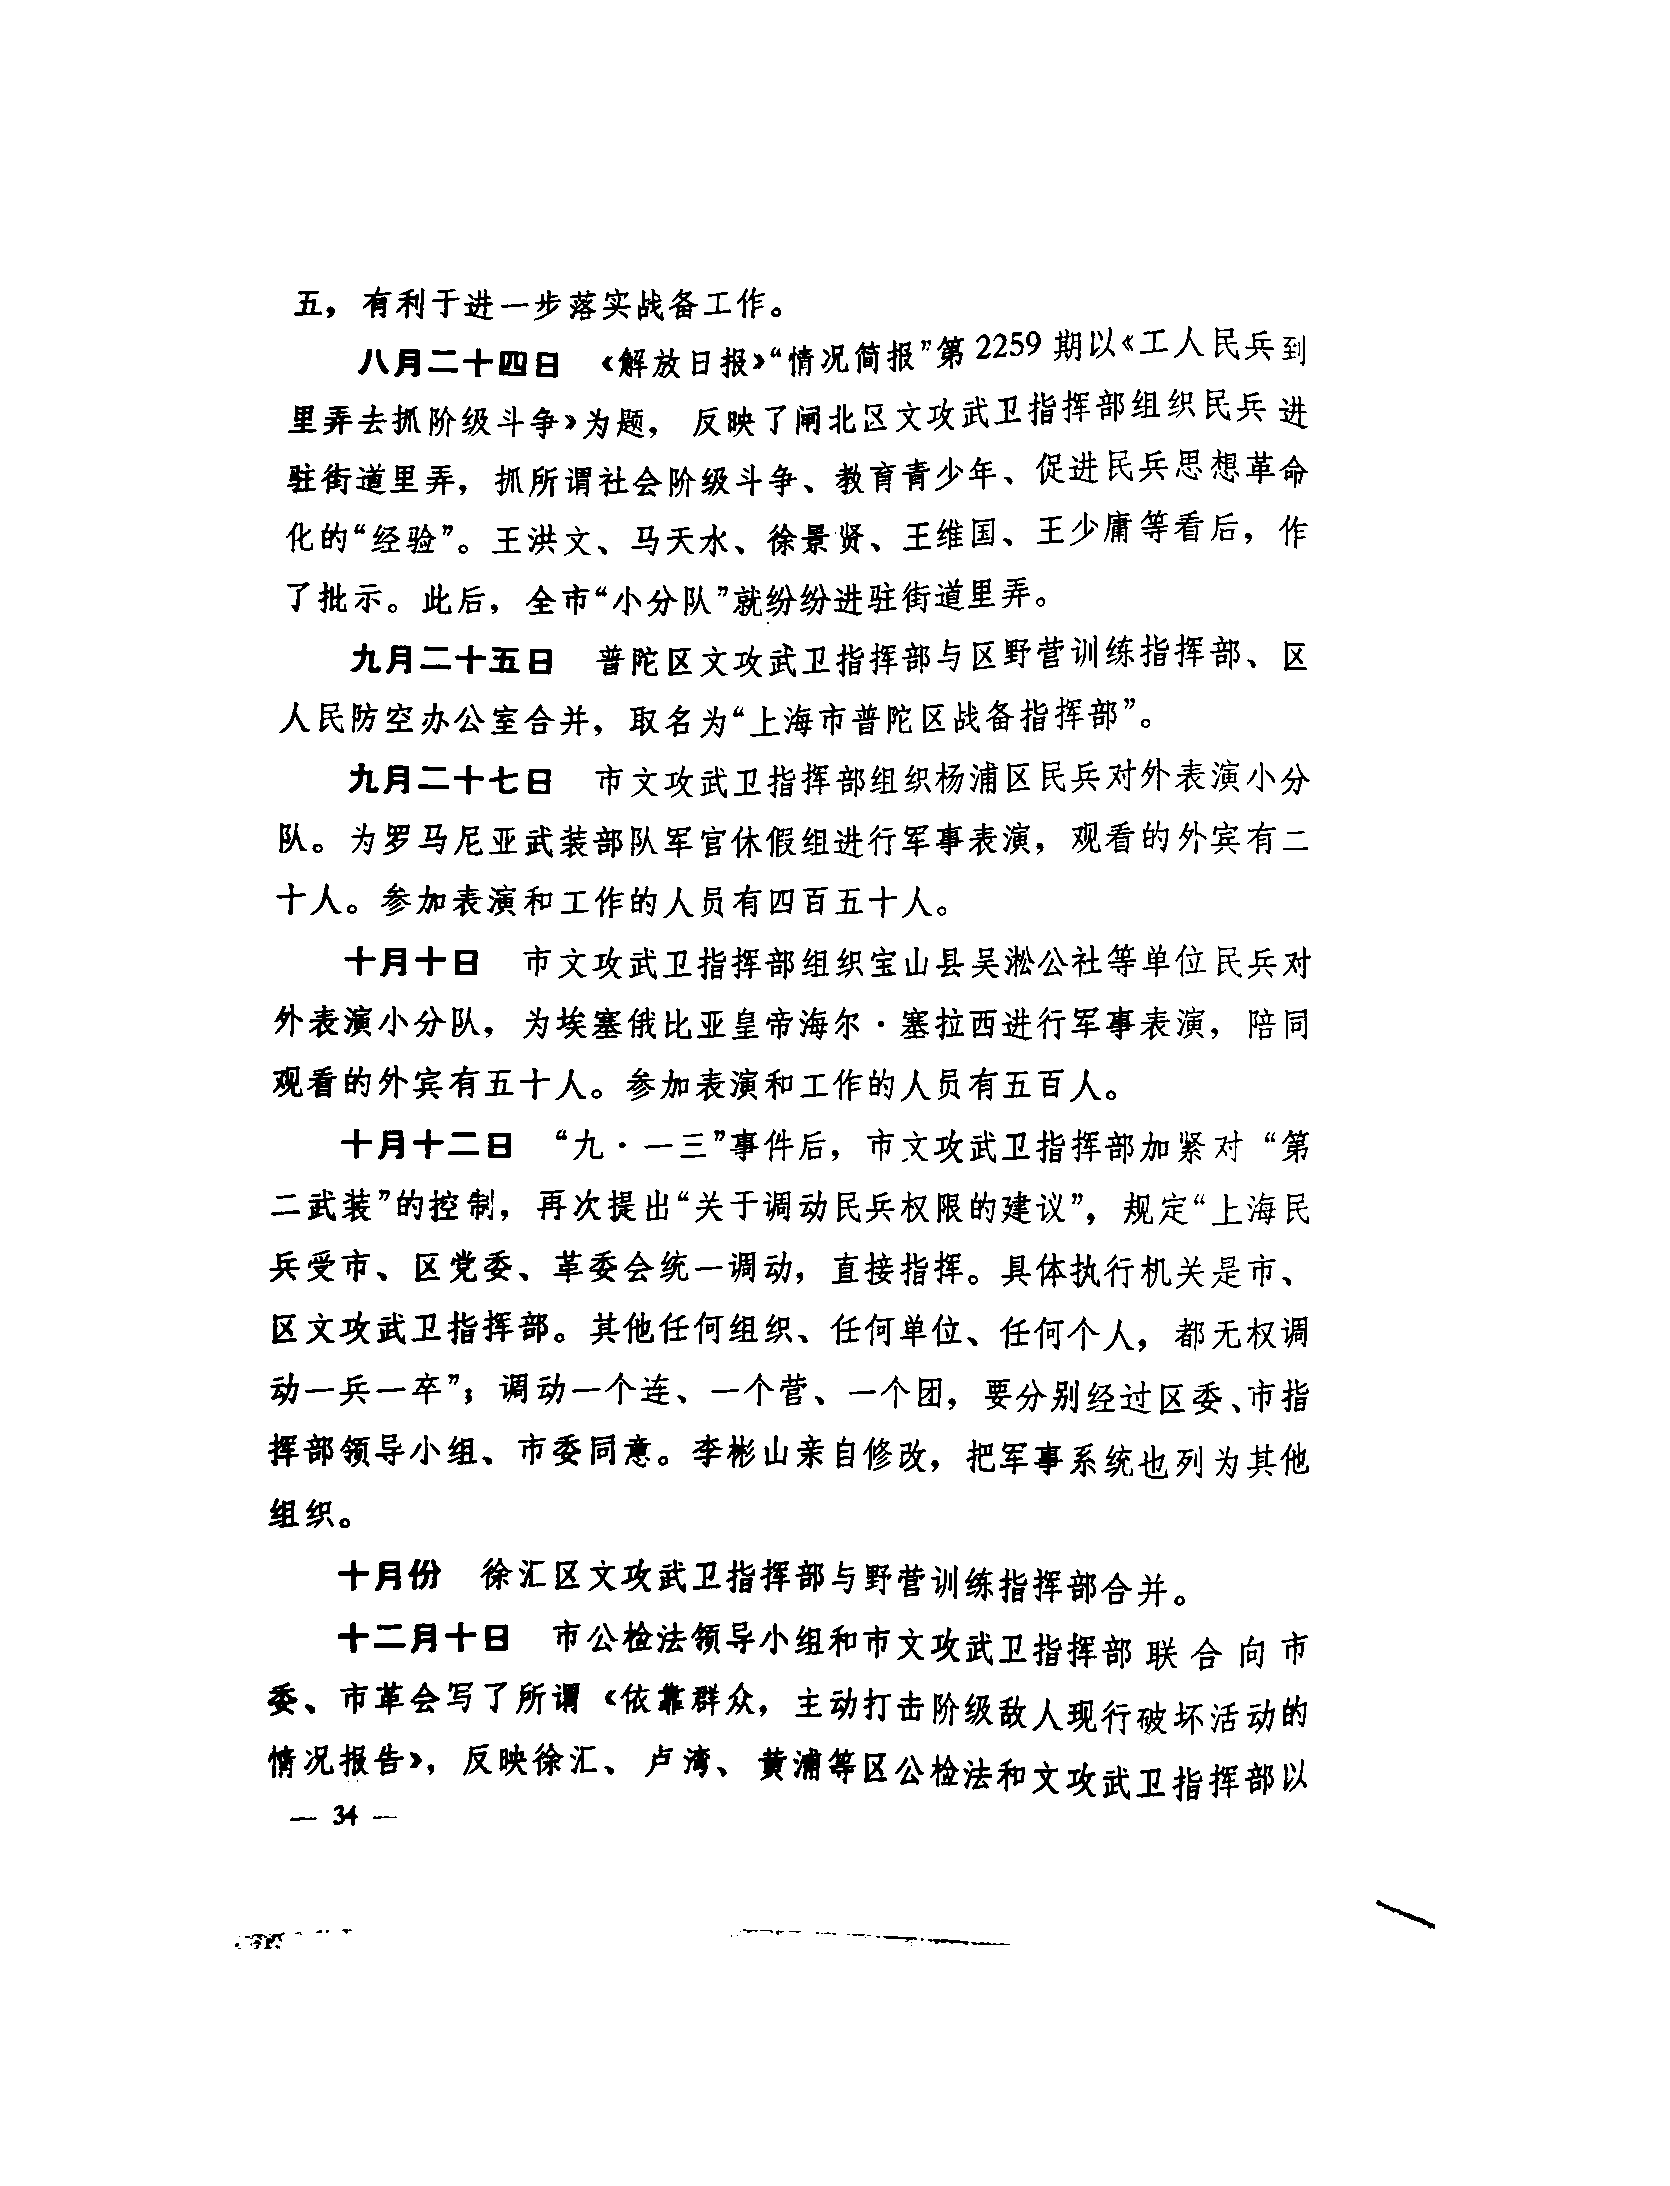 五，有利于进一步落实战备工作。
八月二十四日　《解放日报》“情况简报”第 2259 期以《工人民兵到
里弄去抓阶级斗争》为题，反映了闸北区文攻武卫指挥部组织民兵进
驻街道里弄，抓所谓社会阶级斗争、教育青少年、促进民兵思想革命
化的“经验”。王洪文、马天水、徐景贤、王维国、王少庸等看后，作
了批示。此后，全市“小分队”就纷纷进驻街道里弄。
九月二十五日　普陀区文攻武卫指挥部与区野营训练指挥部、区
人民防空办公室合并，取名为“上海市普陀区战备指挥部”。
九月二十七日　市文攻武卫指挥部组织杨浦区民兵对外表演小分
队。为罗马尼亚武装部队军官休假组进行军事表演，观看的外宾有二
十人。参加表演和工作的人员有四百五十人。
十月十日　市文攻武卫指挥部组织宝山县吴淞公社等单位民兵对
外表演小分队，为埃塞俄比亚皇帝海尔·塞拉西进行军事表演，陪同
观看的外宾有五十人。参加表演和工作的人员有五百人。
十月十二日　“九·一三”事件后，市文攻武卫指挥部加紧对“第
二武装”的控制，再次提出“关于调动民兵权限的建议”，规定“上海民
兵受市、区党委、革委会统一调动，直接指挥。具体执行机关是市、
区文攻武卫指挥部。其他任何组织、任何单位、任何个人，都无权调
动一兵一卒”；调动一个连、一个营、一个团，要分别经过区委、市指
挥部领导小组、市委同意。李彬山亲自修改，把军事系统也列为其他
组织。
十月份　徐汇区文攻武卫指挥部与野营训练指挥部合并。
十二月十日　市公检法领导小组和市文攻武卫指挥部联合向市
委、市革会写了所谓《依靠群众，主动打击阶级敌人现行破坏活动的
情况报告》，反映徐汇、卢湾、黄浦等区公检法和文攻武卫指挥部以
— 34 —